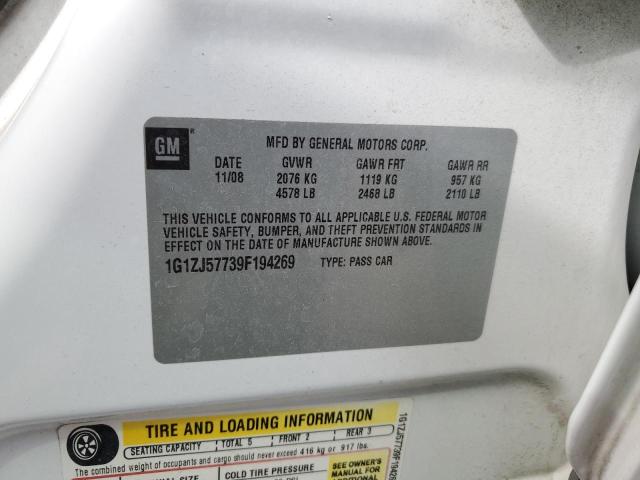 GM
MFD BY GENERAL MOTORS CORP.
DATE GVWR GAWR FRT GAWR RR
11/08 2076 KG 1119 KG 957 KG
4578 LB 2468 LB 2110 LB
THIS VEHICLE CONFORMS TO ALL APPLICABLE U.S. FEDERAL MOTOR
VEHICLE SAFETY, BUMPER, AND THEFT PREVENTION STANDARDS IN
EFFECT ON THE DATE OF MANUFACTURE SHOWN ABOVE.
1G1ZJ57739F194269 TYPE: PASS CAR
TIRE AND LOADING INFORMATION
SEATING CAPACITY TOTAL 5 FRONT 2 REAR 3
The combined weight of occupants and cargo should never exceed 416 kg or 917 lbs.
SIZE COLD TIRE PRESSURE
SEE OWNER'S
MANUAL FOR
1G1ZJ57739F194269